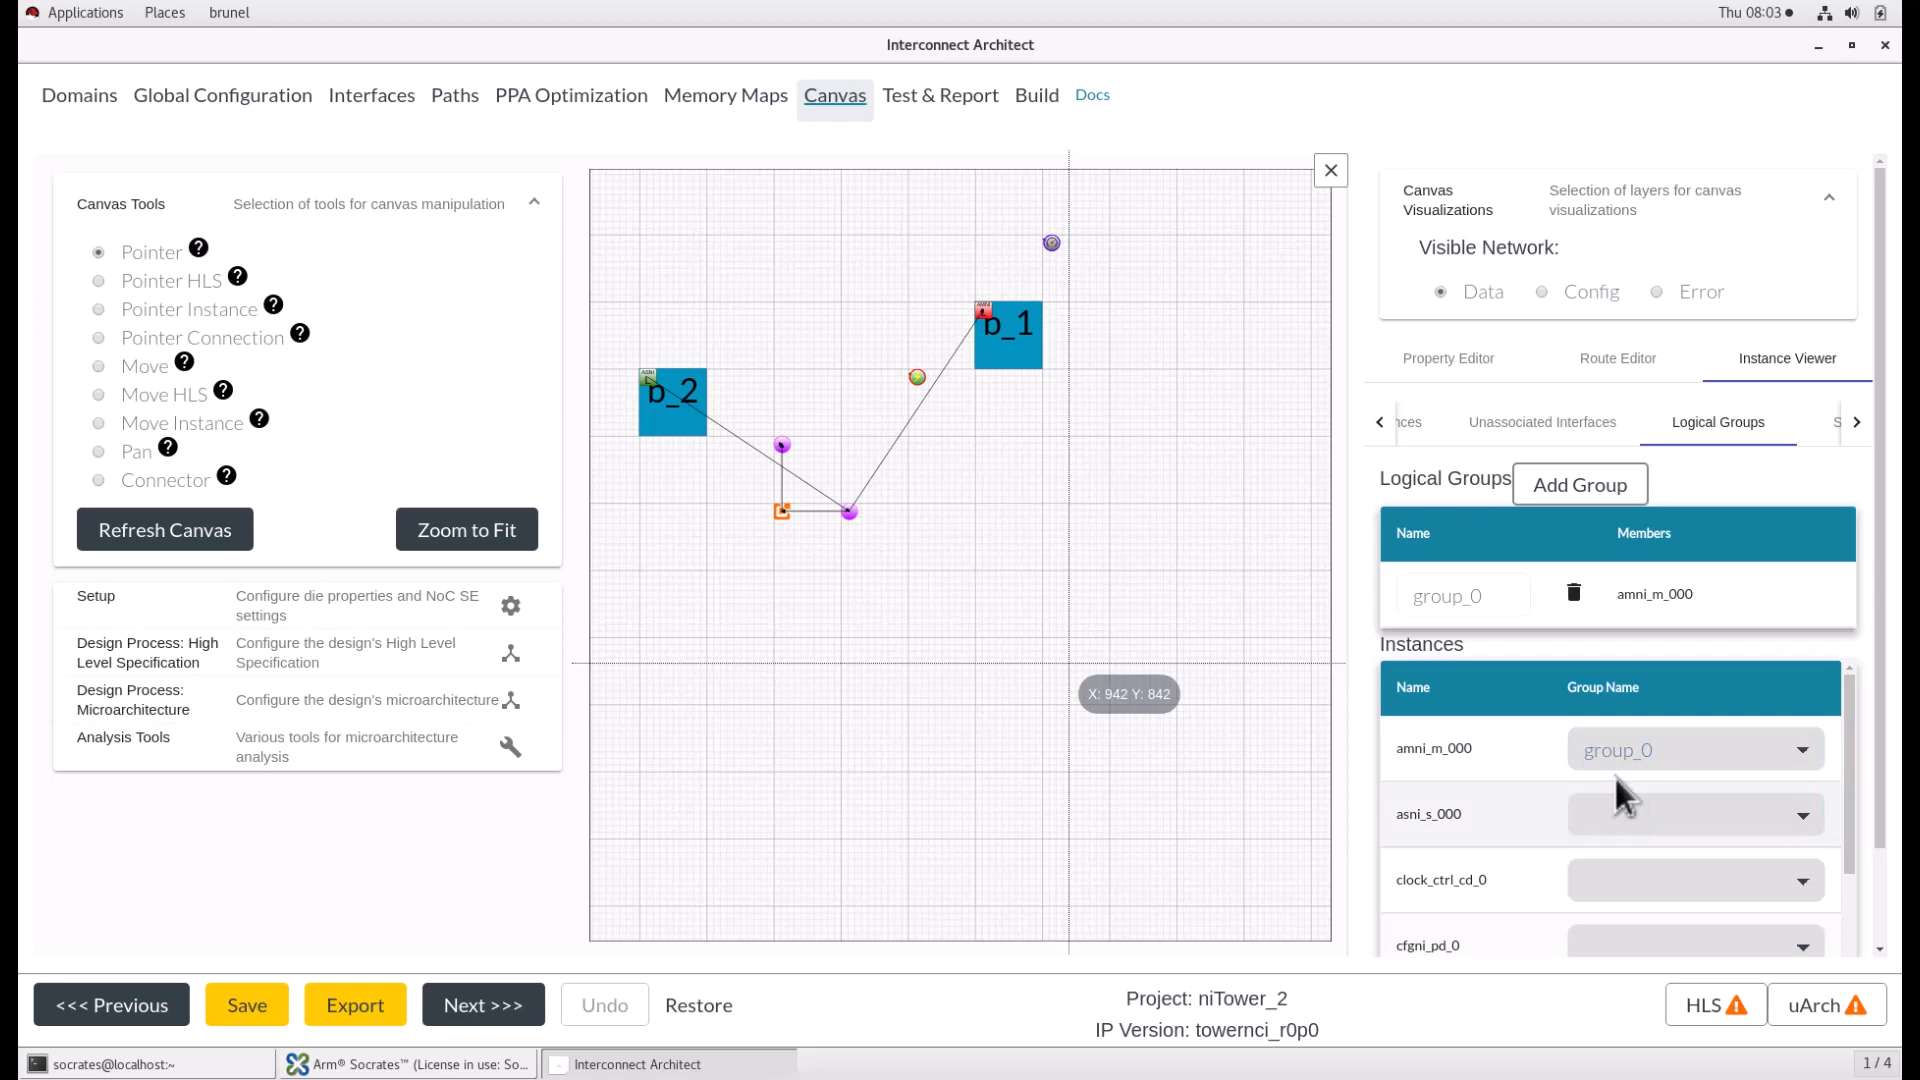 Applications Places brunel Thu 08:03
Interconnect Architect
Domains Global Configuration Interfaces Paths PPA Optimization Memory Maps Canvas Test & Report Build Docs
Canvas Tools Selection of tools for canvas manipulation
Pointer ?
Pointer HLS ?
Pointer Instance ?
Pointer Connection ?
Move ?
Move HLS ?
Move Instance ?
Pan ?
Connector ?
Refresh Canvas Zoom to Fit
Setup Configure die properties and NoC SE
settings
Design Process: High Configure the design's High Level
Level Specification Specification
Design Process:
Microarchitecture Configure the design's microarchitecture
Analysis Tools Various tools for microarchitecture
analysis
b_1
ASNI
b_2
X: 942 Y: 842
Canvas Selection of layers for canvas
Visualizations visualizations
Visible Network:
Data Config Error
Property Editor Route Editor Instance Viewer
nces Unassociated Interfaces Logical Groups S
Logical Groups Add Group
Name Members
group_0 amni_m_000
Instances
Name Group Name
amni_m_000 group_0
asni_s_000
clock_ctrl_cd_0
cfgni_pd_0
<<< Previous Save Export Next >>> Undo Restore
Project: niTower_2
IP Version: towernci_r0p0
HLS uArch
socrates@localhost:~ Arm® Socrates™ (License in use: So... Interconnect Architect 1 / 4